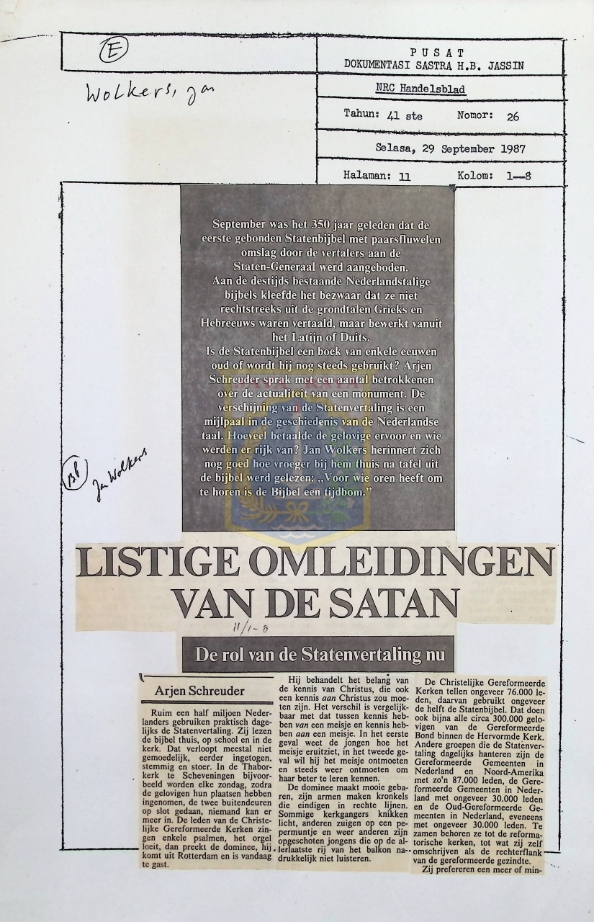 E
PUSAT
DOKUMENTASI SASTRA H.B. JASSIN
Wolkers, Jan
NRC Handelsblad
Tahun: 41 ste Nomor: 26
Selasa, 29 September 1987
Halaman: 11 Kolom: 1--8
September was het 350 jaar geleden dat de
eerste gebonden Statenbijbel met paarsfluwelen
omslag door de vertalers aan de
Staten-Generaal werd aangeboden.
Aan de destijds bestaande Nederlandstalige
bijbels kleefde het bezwaar dat ze niet
rechtstreeks uit de grondtalen Grieks en
Hebreeuws waren vertaald, maar bewerkt vanuit
het Latijn of Duits.
Is de Statenbijbel een boek van enkele eeuwen
oud of wordt hij nog steeds gebruikt? Arjen
Schreuder sprak met een aantal betrokkenen
over de actualiteit van een monument. De
verschijning van de Statenvertaling is een
mijlpaal in de geschiedenis van de Nederlandse
taal. Hoeveel betaalde de gelovige ervoor en wie
werden er rijk van? Jan Wolkers herinnert zich
nog goed hoe vroeger bij hem thuis na tafel uit
de bijbel werd gelezen: „Voor wie oren heeft om
te horen is de Bijbel een tijdbom.”
Jan Wolkers
LISTIGE OMLEIDINGEN
VAN DE SATAN
11/1-8
De rol van de Statenvertaling nu
Arjen Schreuder
Ruim een half miljoen Neder-
landers gebruiken praktisch dage-
lijks de Statenvertaling. Zij lezen
de bijbel thuis, op school en in de
kerk. Dat verloopt meestal niet
gemoedelijk, eerder ingetogen,
stemmig en stoer. In de Thabor-
kerk te Scheveningen bijvoor-
beeld worden elke zondag, zodra
de gelovigen hun plaatsen hebben
ingenomen, de twee buitendeuren
op slot gedaan, niemand kan er
meer in. De leden van de Christe-
lijke Gereformeerde Kerken zin-
gen enkele psalmen, het orgel
loeit, dan preekt de dominee, hij
komt uit Rotterdam en is vandaag
te gast.
Hij behandelt het belang van
de kennis van Christus, die ook
een kennis aan Christus zou moe-
ten zijn. Het verschil is vergelijk-
baar met dat tussen kennis heb-
ben van een meisje en kennis heb-
ben aan een meisje. In het eerste
geval weet de jongen hoe het
meisje eruitziet, in het tweede ge-
val wil hij het meisje ontmoeten
en steeds weer ontmoeten om
haar beter te leren kennen.
De dominee maakt mooie geba-
ren, zijn armen maken kronkels
die eindigen in rechte lijnen.
Sommige kerkgangers knikken
licht, anderen zuigen op een pe-
permuntje en weer anderen zijn
opgeschoten jongens die op de al-
lerlaatste rij van het balkon na-
drukkelijk niet luisteren.
De Christelijke Gereformeerde
Kerken tellen ongeveer 76.000 le-
den, daarvan gebruikt ongeveer
de helft de Statenbijbel. Dat doen
ook bijna alle circa 300.000 gelo-
vigen van de Gereformeerde
Bond binnen de Hervormde Kerk.
Andere groepen die de Statenver-
taling dagelijks hanteren zijn de
Gereformeerde Gemeenten in
Nederland en Noord-Amerika
met zo'n 87.000 leden, de Gere-
formeerde Gemeenten in Neder-
land met ongeveer 30.000 leden
en de Oud-Gereformeerde Ge-
meenten in Nederland, eveneens
met ongeveer 30.000 leden. Te
zamen behoren ze tot de reforma-
torische kerken, tot wat zij zelf
omschrijven als de rechterflank
van de gereformeerde gezindte.
Zij prefereren een meer of min-